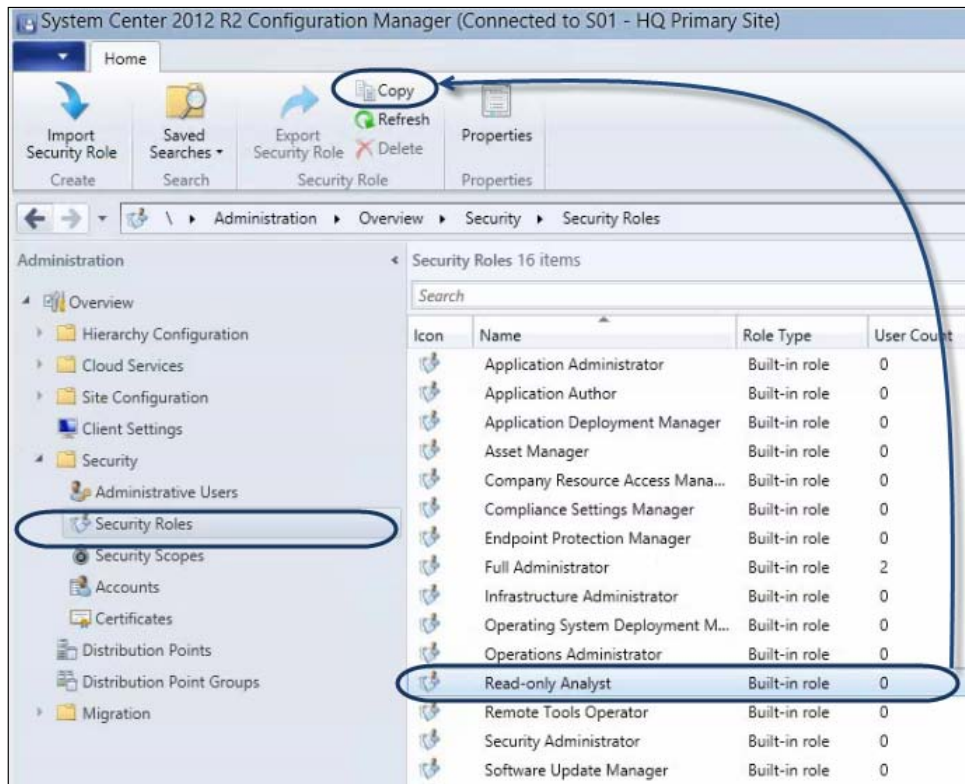 System Center 2012 R2 Configuration Manager (Connected to S01 - HQ Primary Site)
Home
Import Security Role
Saved Searches
Export Security Role
Copy
Refresh
Delete
Properties
Create
Search
Security Role
Properties
\ Administration Overview Security Security Roles
Administration
Overview
Hierarchy Configuration
Cloud Services
Site Configuration
Client Settings
Security
Administrative Users
Security Roles
Security Scopes
Accounts
Certificates
Distribution Points
Distribution Point Groups
Migration
Security Roles 16 items
Search
Icon Name Role Type User Count
Application Administrator Built-in role 0
Application Author Built-in role 0
Application Deployment Manager Built-in role 0
Asset Manager Built-in role 0
Company Resource Access Mana... Built-in role 0
Compliance Settings Manager Built-in role 0
Endpoint Protection Manager Built-in role 0
Full Administrator Built-in role 2
Infrastructure Administrator Built-in role 0
Operating System Deployment M... Built-in role 0
Operations Administrator Built-in role 0
Read-only Analyst Built-in role 0
Remote Tools Operator Built-in role 0
Security Administrator Built-in role 0
Software Update Manager Built-in role 0